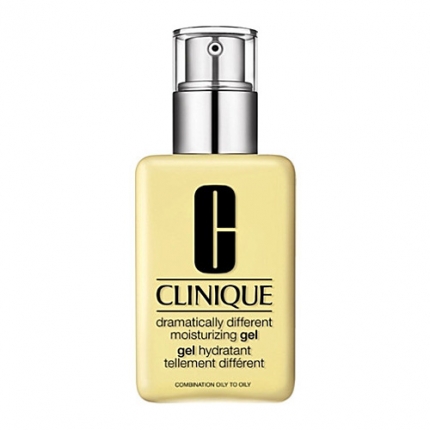 C
CLINIQUE
dramatically different
moisturizing gel
gel hydratant
tellement différent
COMBINATION OILY TO OILY